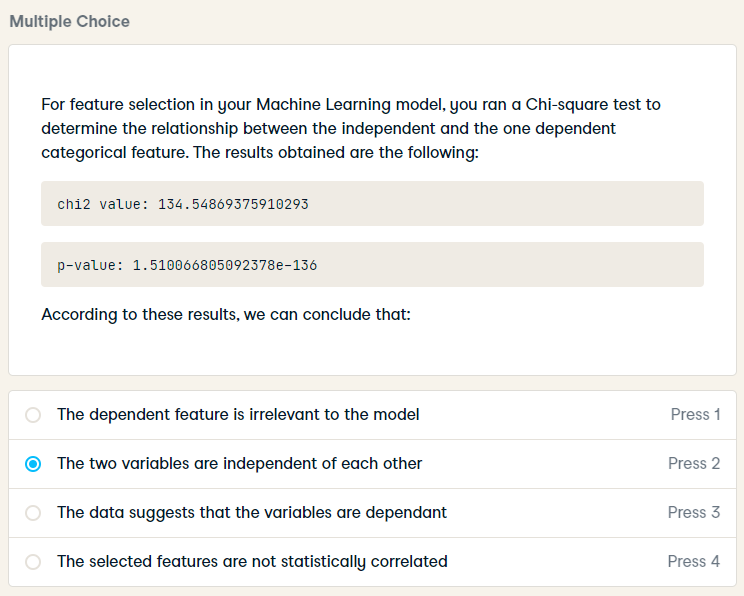 Multiple Choice
For feature selection in your Machine Learning model, you ran a Chi-square test to
determine the relationship between the independent and the one dependent
categorical feature. The results obtained are the following:
chi2 value: 134.54869375910293
p-value: 1.510066805092378e-136
According to these results, we can conclude that:
The dependent feature is irrelevant to the model Press 1
The two variables are independent of each other Press 2
The data suggests that the variables are dependant Press 3
The selected features are not statistically correlated Press 4